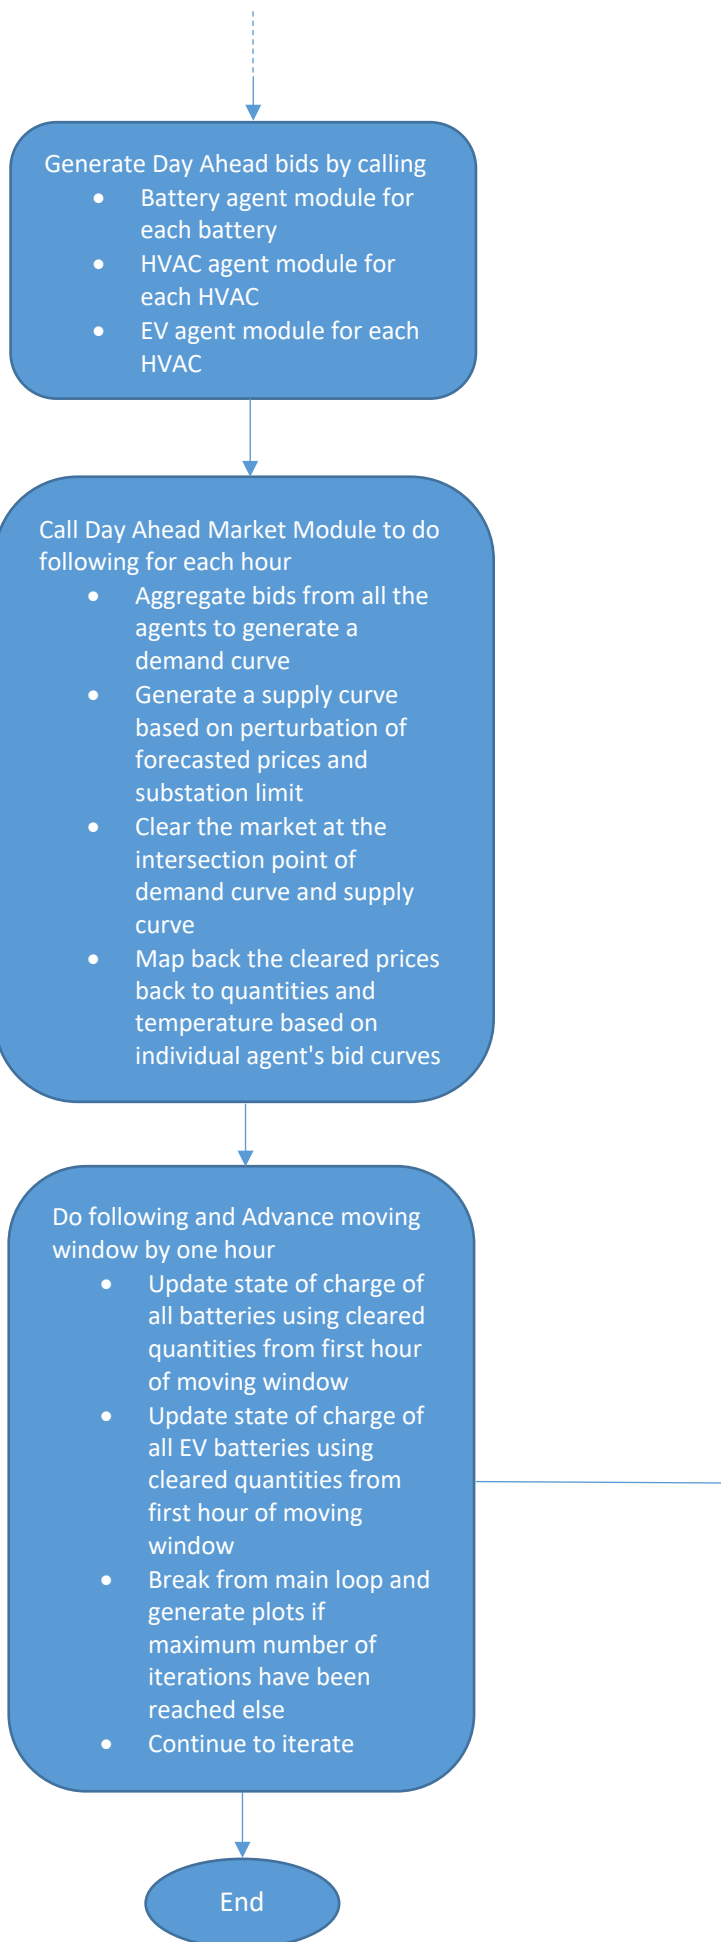 Generate Day Ahead bids by calling
• Battery agent module for
each battery
• HVAC agent module for
each HVAC
• EV agent module for each
HVAC
Call Day Ahead Market Module to do
following for each hour
• Aggregate bids from all the
agents to generate a
demand curve
• Generate a supply curve
based on perturbation of
forecasted prices and
substation limit
• Clear the market at the
intersection point of
demand curve and supply
curve
• Map back the cleared prices
back to quantities and
temperature based on
individual agent's bid curves
Do following and Advance moving
window by one hour
• Update state of charge of
all batteries using cleared
quantities from first hour
of moving window
• Update state of charge of
all EV batteries using
cleared quantities from
first hour of moving
window
• Break from main loop and
generate plots if
maximum number of
iterations have been
reached else
• Continue to iterate
End